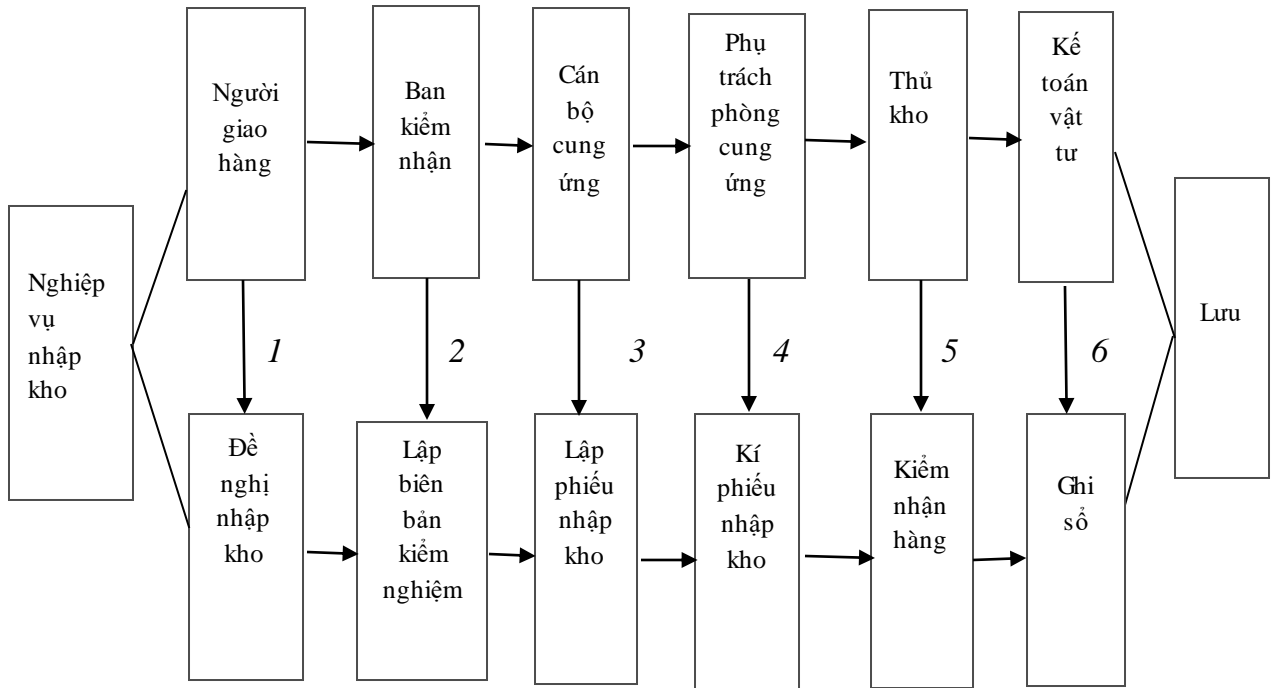 Nghiệp
vụ
nhập
kho
Người
giao
hàng
Ban
kiểm
nhận
Cán
bộ
cung
ứng
Phụ
trách
phòng
cung
ứng
Thủ
kho
Kế
toán
vật
tư
1
2
3
4
5
6
Đề
nghị
nhập
kho
Lập
biên
bản
kiểm
nghiệm
Lập
phiếu
nhập
kho
Kí
phiếu
nhập
kho
Kiểm
nhận
hàng
Ghi
sổ
Lưu